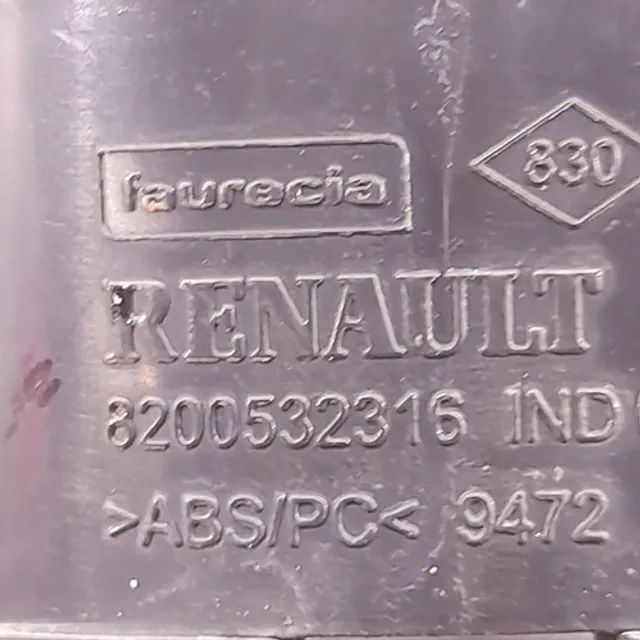 faurecia 830
RENAULT
8200532316 IND
>ABS/PC< 9472